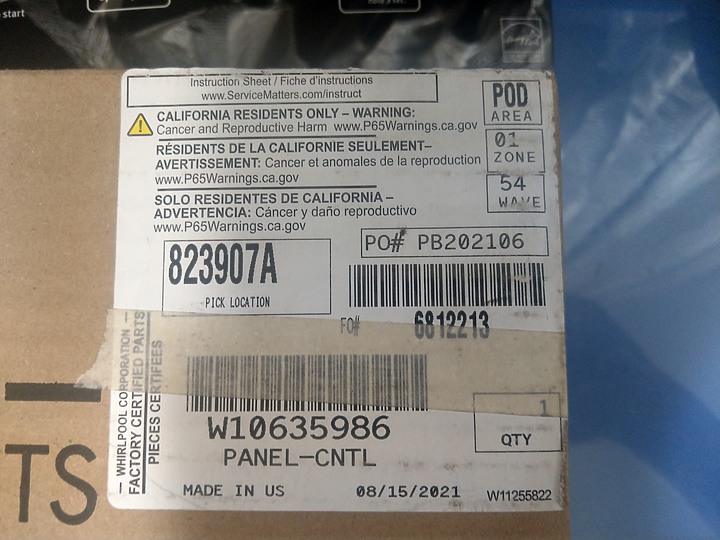 start
Instruction Sheet / Fiche d'instructions
www.ServiceMatters.com/instruct
CALIFORNIA RESIDENTS ONLY – WARNING:
Cancer and Reproductive Harm www.P65Warnings.ca.gov
RÉSIDENTS DE LA CALIFORNIE SEULEMENT–
AVERTISSEMENT: Cancer et anomales de la reproduction
www.P65Warnings.ca.gov
SOLO RESIDENTES DE CALIFORNIA –
ADVERTENCIA: Cáncer y daño reproductivo
www.P65Warnings.ca.gov
POD
AREA
01
ZONE
54
WAVE
PO# PB202106
823907A
PICK LOCATION
FO# 6812213
WHIRLPOOL CORPORATION
FACTORY CERTIFIED PARTS
PIECES CERTIFEES
W10635986
PANEL-CNTL
1
QTY
MADE IN US 08/15/2021 W11255822
TS